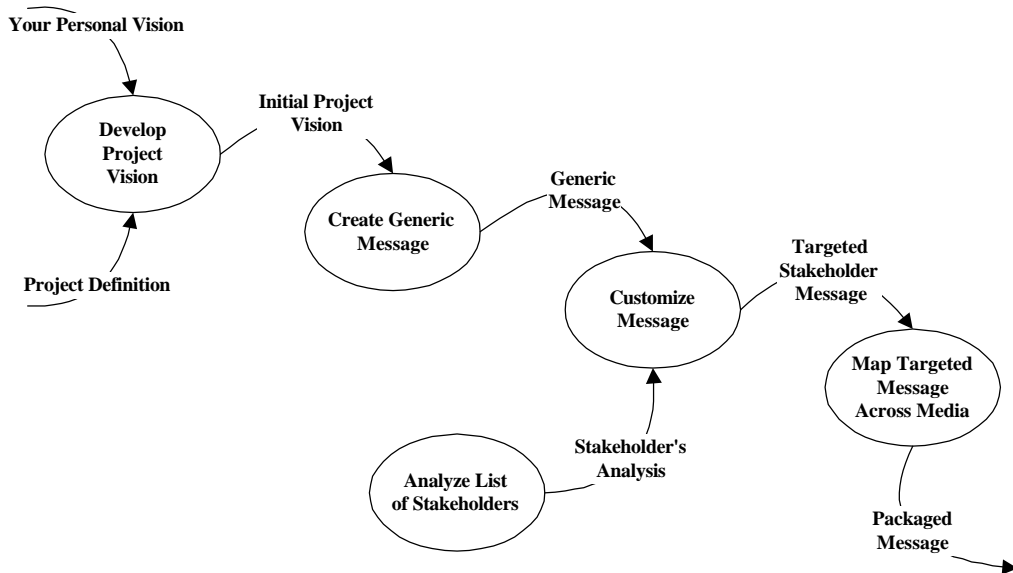 Your Personal Vision
Develop
Project
Vision
Project Definition
Initial Project
Vision
Create Generic
Message
Generic
Message
Customize
Message
Targeted
Stakeholder
Message
Map Targeted
Message
Across Media
Analyze List
of Stakeholders
Stakeholder's
Analysis
Packaged
Message